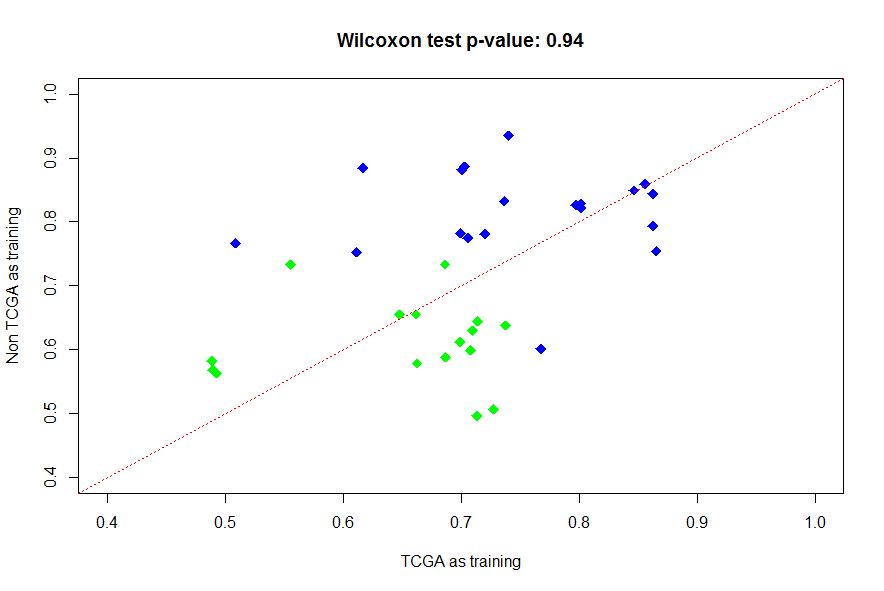 Wilcoxon test p-value: 0.94
1.0
0.9
0.8
0.7
0.6
0.5
0.4
Non TCGA as training
0.4 0.5 0.6 0.7 0.8 0.9 1.0
TCGA as training